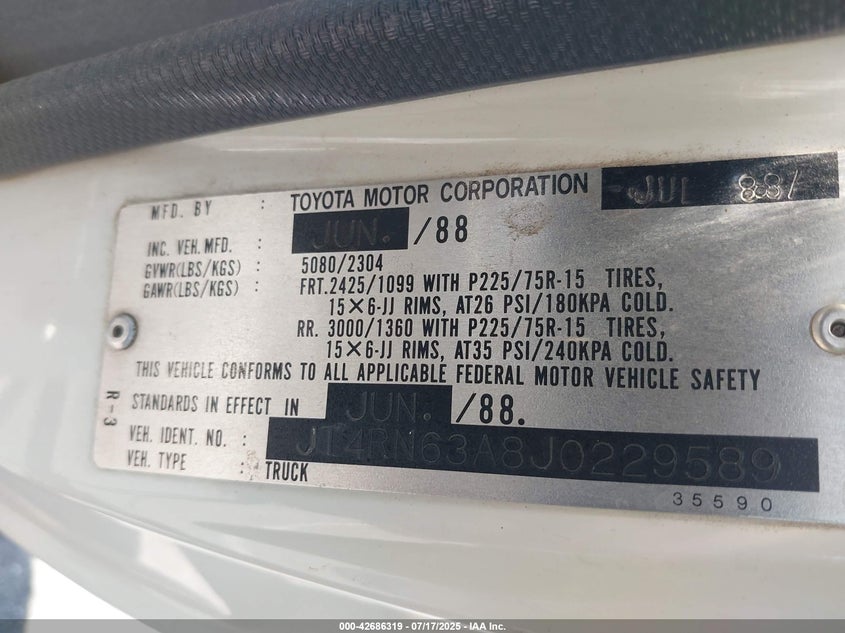 MFD. BY : TOYOTA MOTOR CORPORATION JUL 88/
INC. VEH. MFD. : JUN. /88
GVWR(LBS/KGS) : 5080/2304
GAWR(LBS/KGS) : FRT.2425/1099 WITH P225/75R-15 TIRES,
15×6-JJ RIMS, AT26 PSI/180KPA COLD.
RR. 3000/1360 WITH P225/75R-15 TIRES,
15×6-JJ RIMS, AT35 PSI/240KPA COLD.
THIS VEHICLE CONFORMS TO ALL APPLICABLE FEDERAL MOTOR VEHICLE SAFETY
STANDARDS IN EFFECT IN JUN. /88.
VEH. IDENT. NO. : JT4RN63A8J0229589
VEH. TYPE : TRUCK
R-3
35590
000-42686319 - 07/17/2025 - IAA Inc.